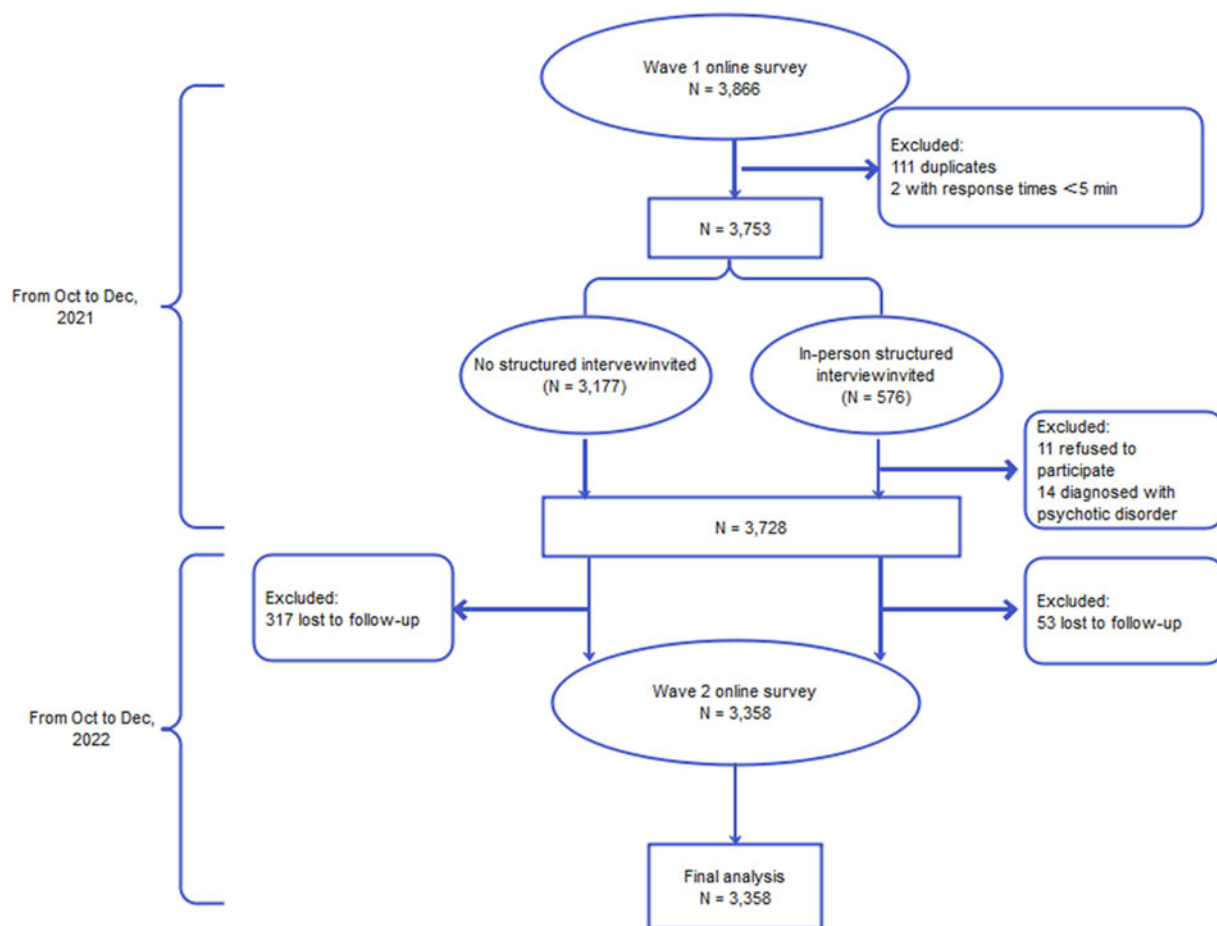 Wave 1 online survey
N = 3,866
Excluded:
111 duplicates
2 with response times <5 min
N = 3,753
From Oct to Dec,
2021
No structured intervewinvited
(N = 3,177)
In-person structured
interviewinvited
(N = 576)
Excluded:
11 refused to
participate
14 diagnosed with
psychotic disorder
N = 3,728
Excluded:
317 lost to follow-up
Excluded:
53 lost to follow-up
Wave 2 online survey
N = 3,358
From Oct to Dec,
2022
Final analysis
N = 3,358